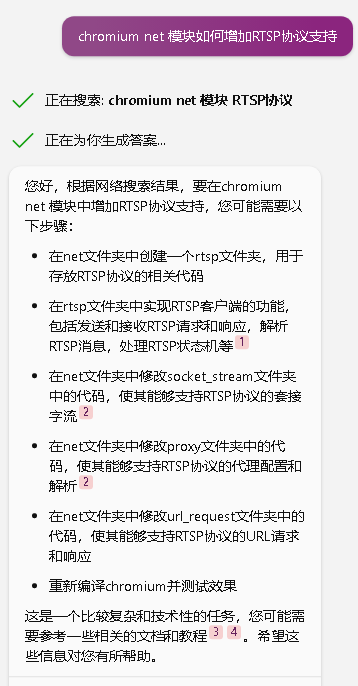 chromium net 模块如何增加RTSP协议支持
正在搜索: chromium net 模块 RTSP协议
正在为你生成答案...
您好，根据网络搜索结果，要在chromium
net 模块中增加RTSP协议支持，您可能需要以
下步骤：
• 在net文件夹中创建一个rtsp文件夹，用于
存放RTSP协议的相关代码
• 在rtsp文件夹中实现RTSP客户端的功能，
包括发送和接收RTSP请求和响应，解析
RTSP消息，处理RTSP状态机等 1
• 在net文件夹中修改socket_stream文件夹
中的代码，使其能够支持RTSP协议的套接
字流 2
• 在net文件夹中修改proxy文件夹中的代
码，使其能够支持RTSP协议的代理配置和
解析 2
• 在net文件夹中修改url_request文件夹中的
代码，使其能够支持RTSP协议的URL请求
和响应
• 重新编译chromium并测试效果
这是一个比较复杂和技术性的任务，您可能需
要参考一些相关的文档和教程 3 4 。希望这
些信息对您有所帮助。